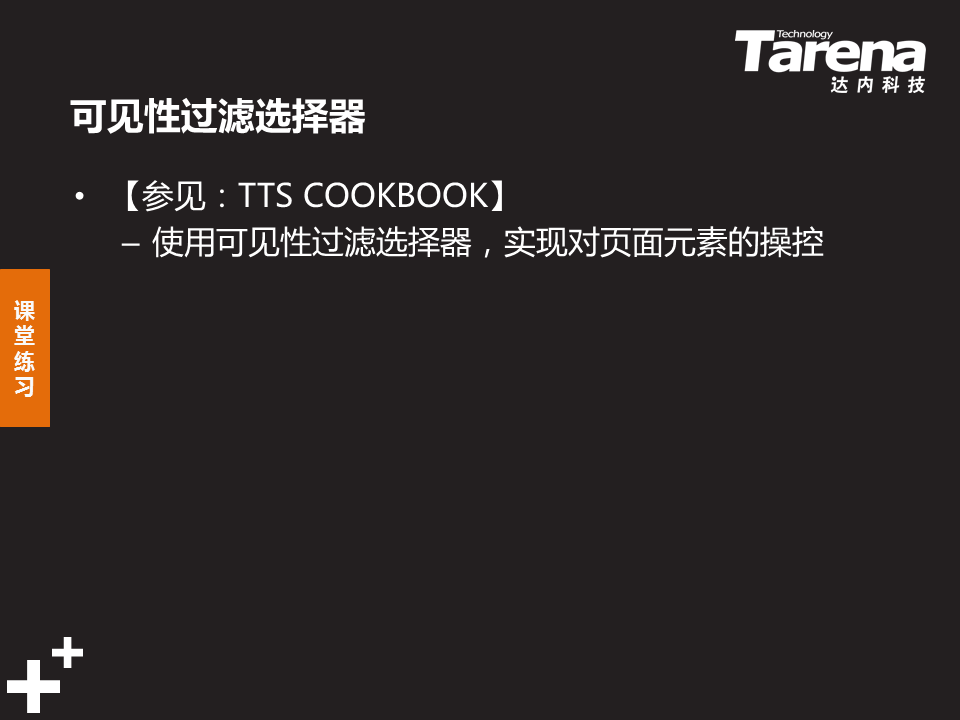 Technology
Tarena
达内科技
可见性过滤选择器
• 【参见：TTS COOKBOOK】
– 使用可见性过滤选择器，实现对页面元素的操控
课
堂
练
习